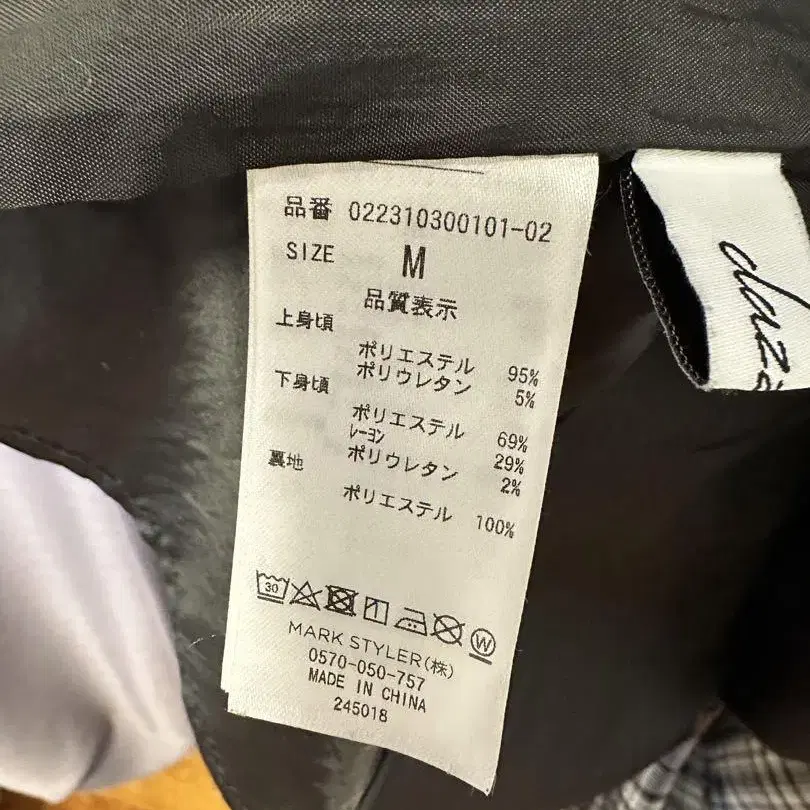 品番 022310300101-02
SIZE M
品質表示
上身頃
ポリエステル 95%
ポリウレタン 5%
下身頃
ポリエステル 69%
レーヨン 29%
ポリウレタン 2%
裏地
ポリエステル 100%
30
W
MARK STYLER(株)
0570-050-757
MADE IN CHINA
245018